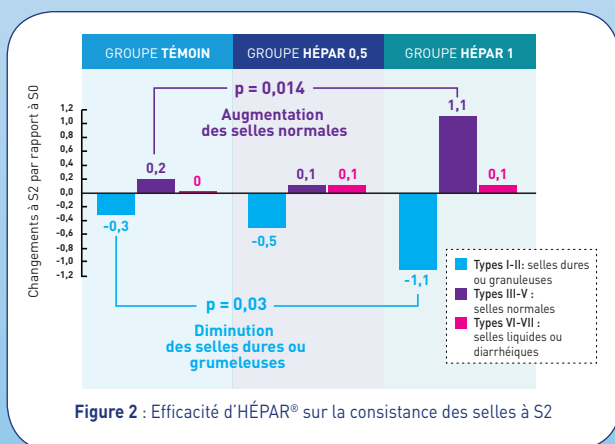 GROUPE TÉMOIN
GROUPE HÉPAR 0,5
GROUPE HÉPAR 1
p = 0,014
Augmentation
des selles normales
Changements à S2 par rapport à S0
1,2
1,0
0,8
0,6
0,4
0,2
0,0
-0,2
-0,4
-0,6
-0,8
-1,0
-1,2
-0,3
0,2
0
-0,5
0,1
0,1
-1,1
1,1
0,1
p = 0,03
Diminution
des selles dures ou
grumeleuses
Types I-II: selles dures
ou granuleuses
Types III-V :
selles normales
Types VI-VII :
selles liquides ou
diarrhéiques
Figure 2 : Efficacité d'HÉPAR® sur la consistance des selles à S2